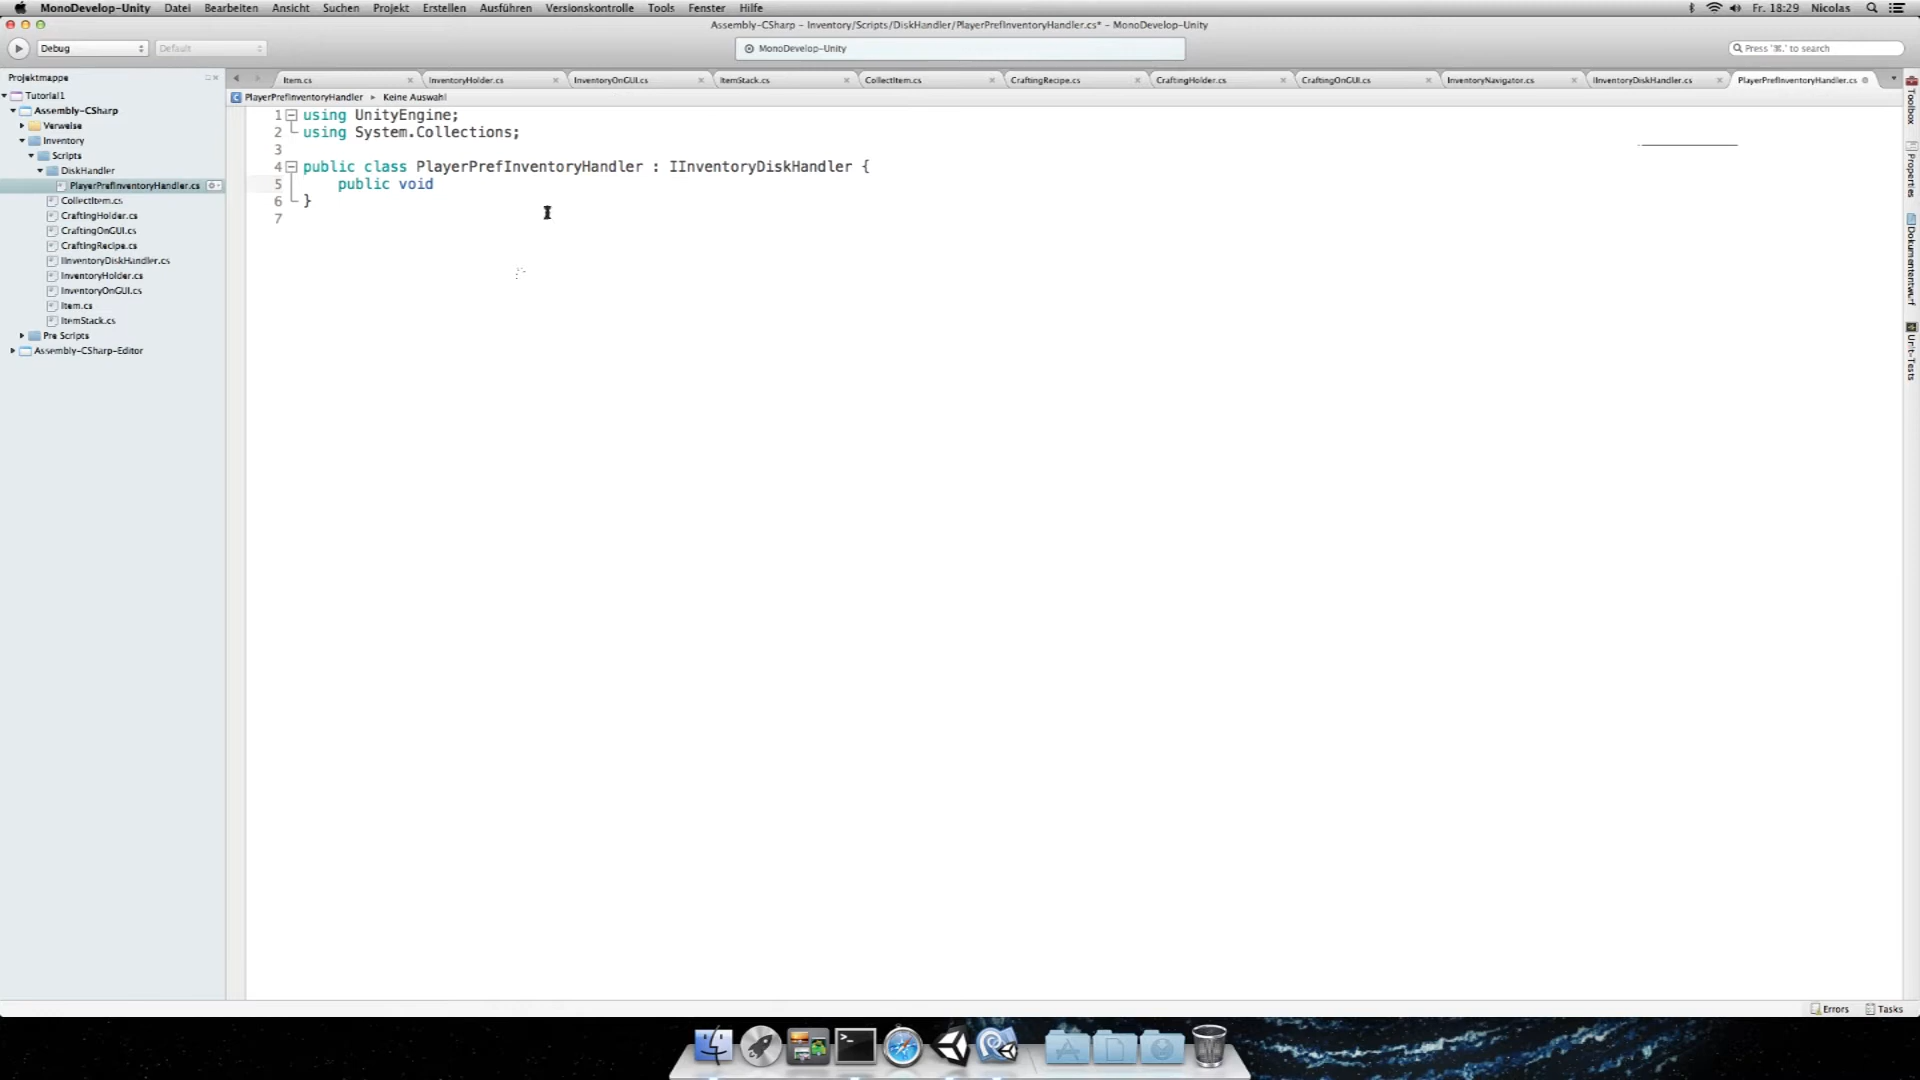 MonoDevelop-Unity Datei Bearbeiten Ansicht Suchen Projekt Erstellen Ausführen Versionskontrolle Tools Fenster Hilfe Fr. 18:29 Nicolas
Assembly-CSharp - Inventory/Scripts/DiskHandler/PlayerPrefInventoryHandler.cs* - MonoDevelop-Unity
Debug Default MonoDevelop-Unity Press '⌘.' to search
Projektmappe
Item.cs InventoryHolder.cs InventoryOnGUI.cs ItemStack.cs CollectItem.cs CraftingRecipe.cs CraftingHolder.cs CraftingOnGUI.cs InventoryNavigator.cs IInventoryDiskHandler.cs PlayerPrefInventoryHandler.cs
PlayerPrefInventoryHandler ▸ Keine Auswahl
Tutorial1
Assembly-CSharp
Verweise
Inventory
Scripts
DiskHandler
PlayerPrefInventoryHandler.cs
CollectItem.cs
CraftingHolder.cs
CraftingOnGUI.cs
CraftingRecipe.cs
IInventoryDiskHandler.cs
InventoryHolder.cs
InventoryOnGUI.cs
Item.cs
ItemStack.cs
Pre Scripts
Assembly-CSharp-Editor
1 using UnityEngine;
2 using System.Collections;
3
4 public class PlayerPrefInventoryHandler : IInventoryDiskHandler {
5 public void
6 }
7
Toolbox
Properties
Dokumententwurf
Unit-Tests
Errors Tasks